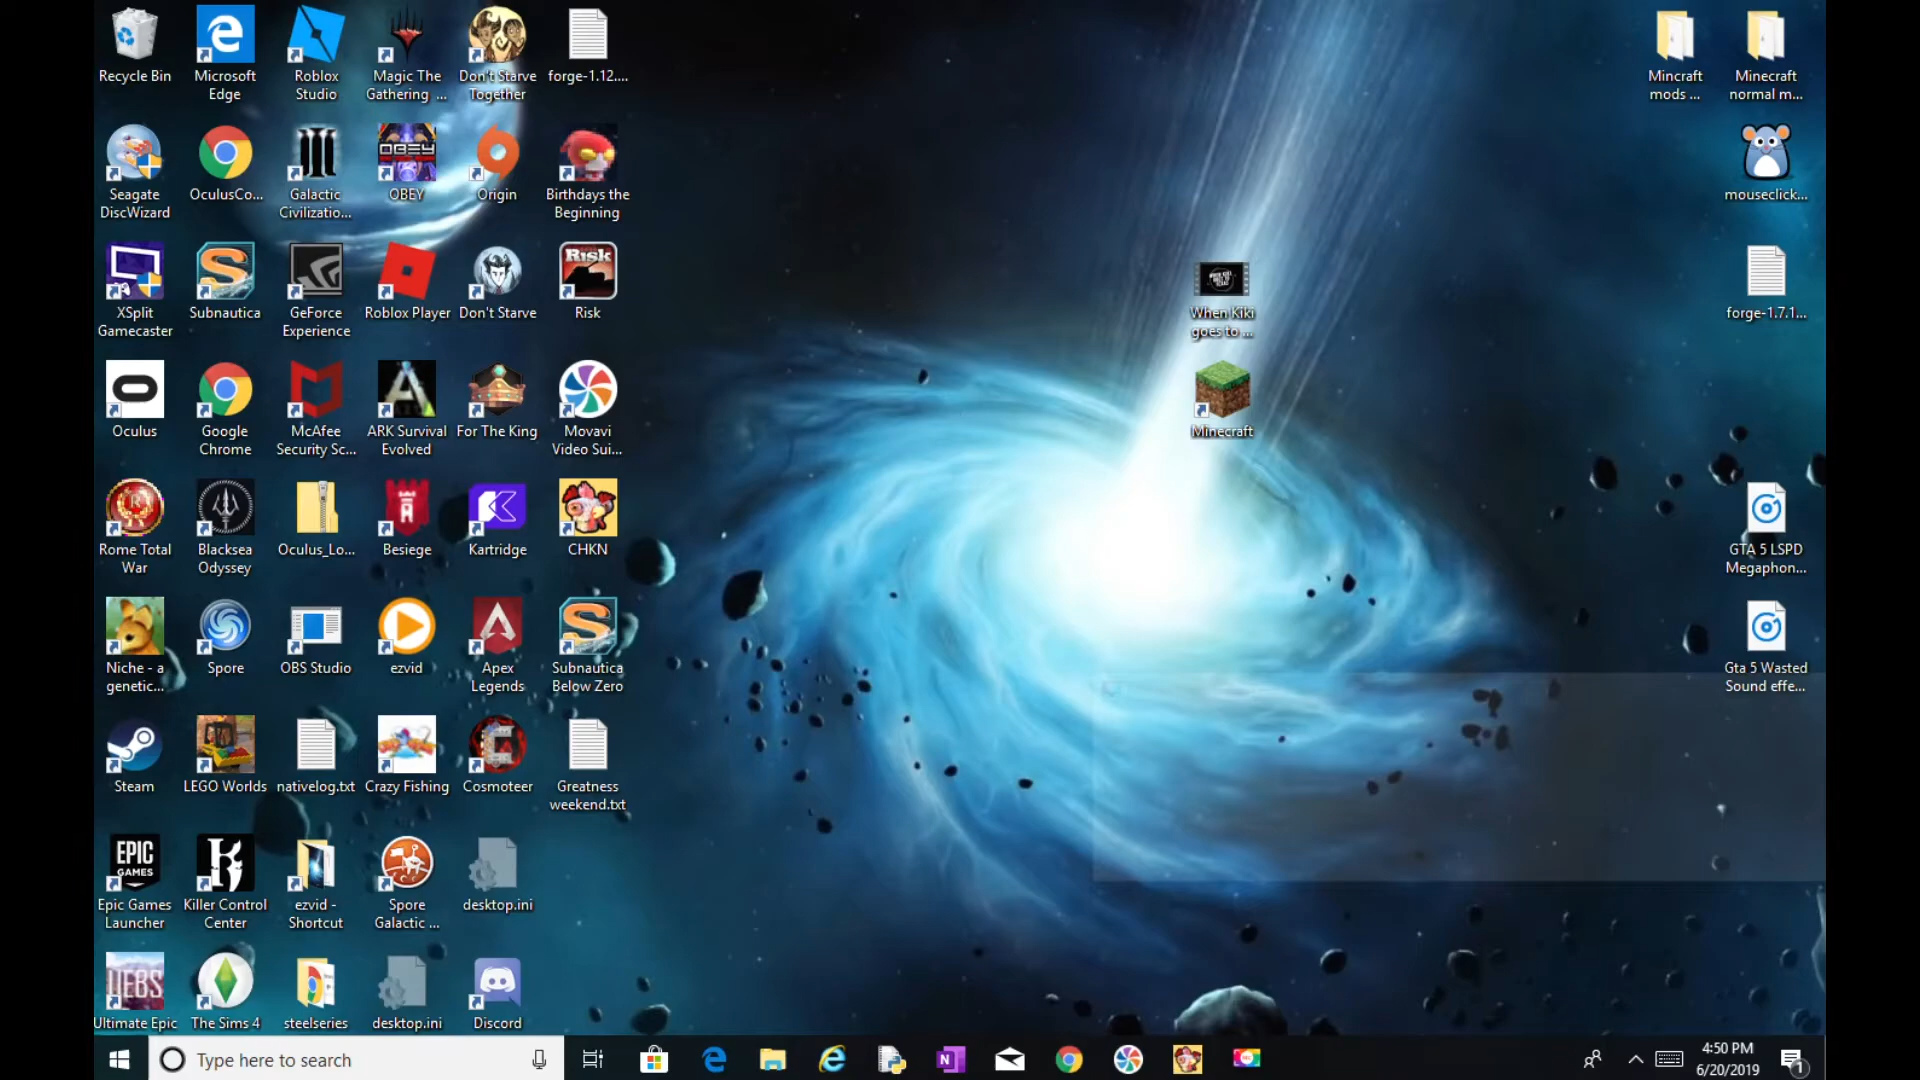 Recycle Bin
Microsoft
Edge
Roblox
Studio
Magic The
Gathering ...
Don't Starve
Together
forge-1.12....
Mincraft
mods ...
Minecraft
normal m...
Seagate
DiscWizard
OculusCo...
Galactic
Civilizatio...
OBEY
OBEY
Origin
Birthdays the
Beginning
mouseclick...
XSplit
Gamecaster
Subnautica
GeForce
Experience
Roblox Player
Don't Starve
Risk
Risk
When Kiki
goes to ...
forge-1.7.1...
Oculus
Google
Chrome
McAfee
Security Sc...
ARK Survival
Evolved
For The King
Movavi
Video Sui...
Minecraft
Rome Total
War
Blacksea
Odyssey
Oculus_Lo...
Besiege
Kartridge
CHKN
GTA 5 LSPD
Megaphon...
Niche - a
genetic...
Spore
OBS Studio
ezvid
Apex
Legends
Subnautica
Below Zero
Gta 5 Wasted
Sound effe...
Steam
LEGO Worlds
nativelog.txt
Crazy Fishing
Cosmoteer
Greatness
weekend.txt
EPIC
GAMES
Epic Games
Launcher
Killer Control
Center
ezvid -
Shortcut
Spore
Galactic ...
desktop.ini
UEBS
Ultimate Epic
The Sims 4
steelseries
desktop.ini
Discord
Type here to search
4:50 PM
6/20/2019
1